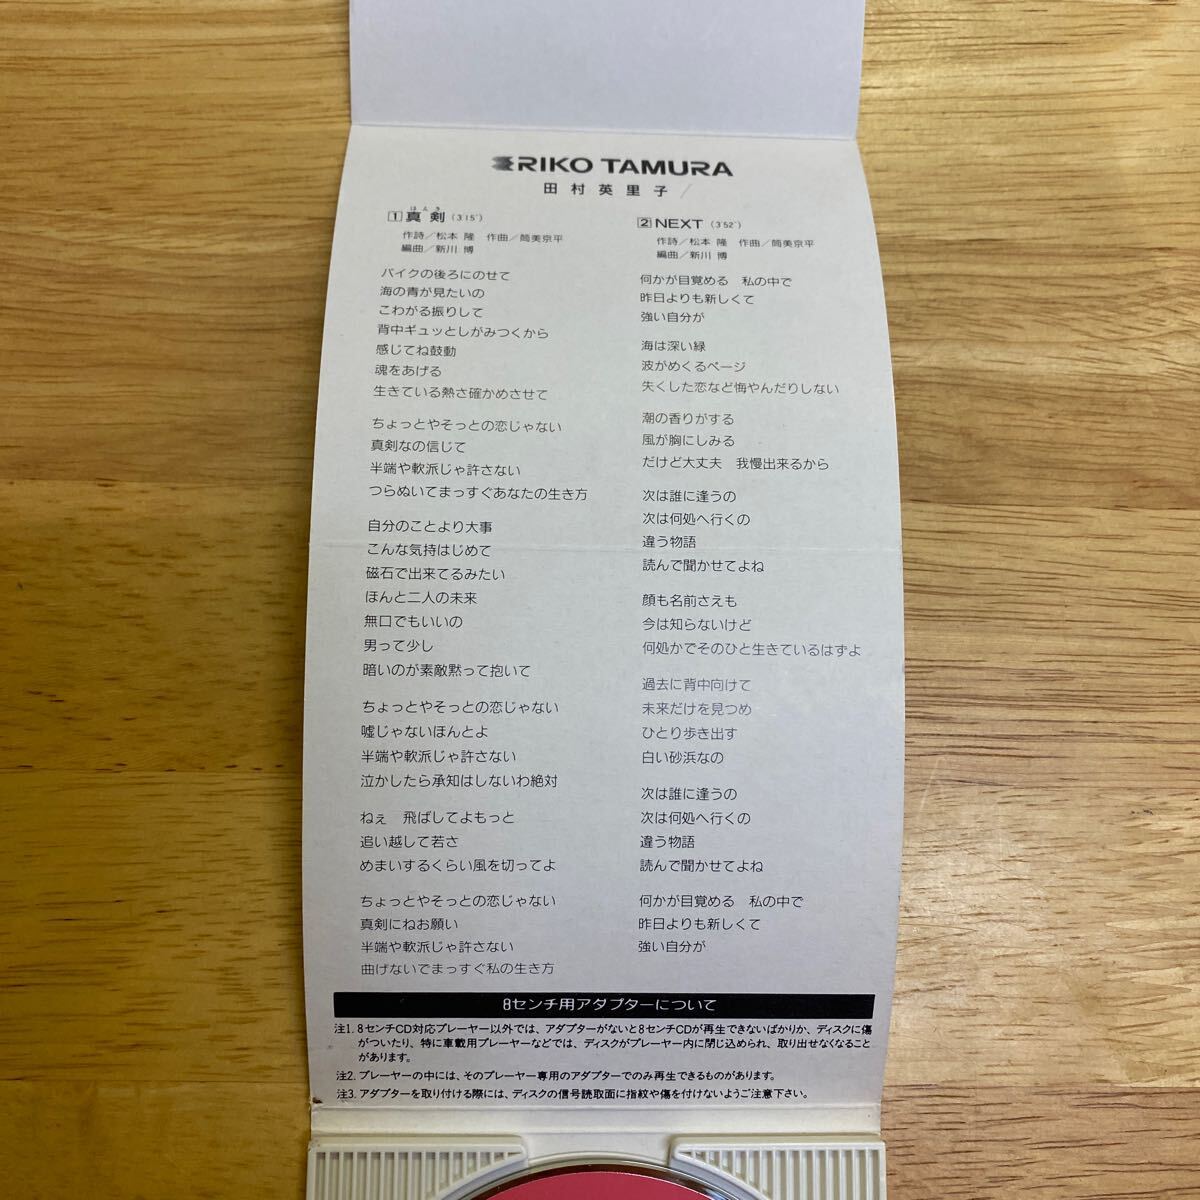 ERIKO TAMURA
田村英里子/
1 真剣(3'15")
ほんき
作詩/松本 隆 作曲/筒美京平
編曲/新川 博
バイクの後ろにのせて
海の青が見たいの
こわがる振りして
背中ギュッとしがみつくから
感じてね鼓動
魂をあげる
生きている熱さ確かめさせて
ちょっとやそっとの恋じゃない
真剣なの信じて
半端や軟派じゃ許さない
つらぬいてまっすぐあなたの生き方
自分のことより大事
こんな気持はじめて
磁石で出来てるみたい
ほんと二人の未来
無口でもいいの
男って少し
暗いのが素敵黙って抱いて
ちょっとやそっとの恋じゃない
嘘じゃないほんとよ
半端や軟派じゃ許さない
泣かしたら承知はしないわ絶対
ねぇ 飛ばしてよもっと
追い越して若さ
めまいするくらい風を切ってよ
ちょっとやそっとの恋じゃない
真剣にねお願い
半端や軟派じゃ許さない
曲げないでまっすぐ私の生き方
2 NEXT(3'52")
作詩/松本 隆 作曲/筒美京平
編曲/新川 博
何かが目覚める 私の中で
昨日よりも新しくて
強い自分が
海は深い緑
波がめくるページ
失くした恋など悔やんだりしない
潮の香りがする
風が胸にしみる
だけど大丈夫 我慢出来るから
次は誰に逢うの
次は何処へ行くの
違う物語
読んで聞かせてよね
顔も名前さえも
今は知らないけど
何処かでそのひと生きているはずよ
過去に背中向けて
未来だけを見つめ
ひとり歩き出す
白い砂浜なの
次は誰に逢うの
次は何処へ行くの
違う物語
読んで聞かせてよね
何かが目覚める 私の中で
昨日よりも新しくて
強い自分が
8センチ用アダプターについて
注1. 8センチCD対応プレーヤー以外では、アダプターがないと8センチCDが再生できないばかりか、ディスクに傷
がついたり、特に車載用プレーヤーなどでは、ディスクがプレーヤー内に閉じ込められ、取り出せなくなること
があります。
注2. プレーヤーの中には、そのプレーヤー専用のアダプターでのみ再生できるものがあります。
注3. アダプターを取り付ける際には、ディスクの信号読取面に指紋や傷を付けないようご注意下さい。